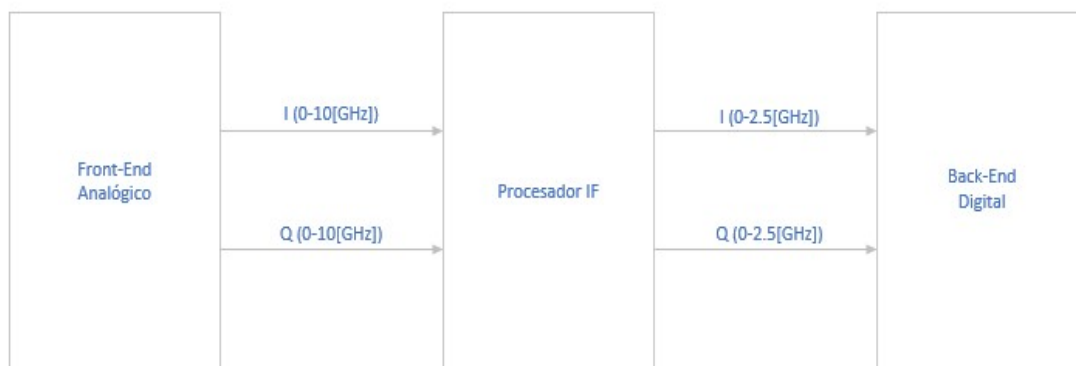 Front-End
Analógico
I (0-10[GHz])
Q (0-10[GHz])
Procesador IF
I (0-2.5[GHz])
Q (0-2.5[GHz])
Back-End
Digital